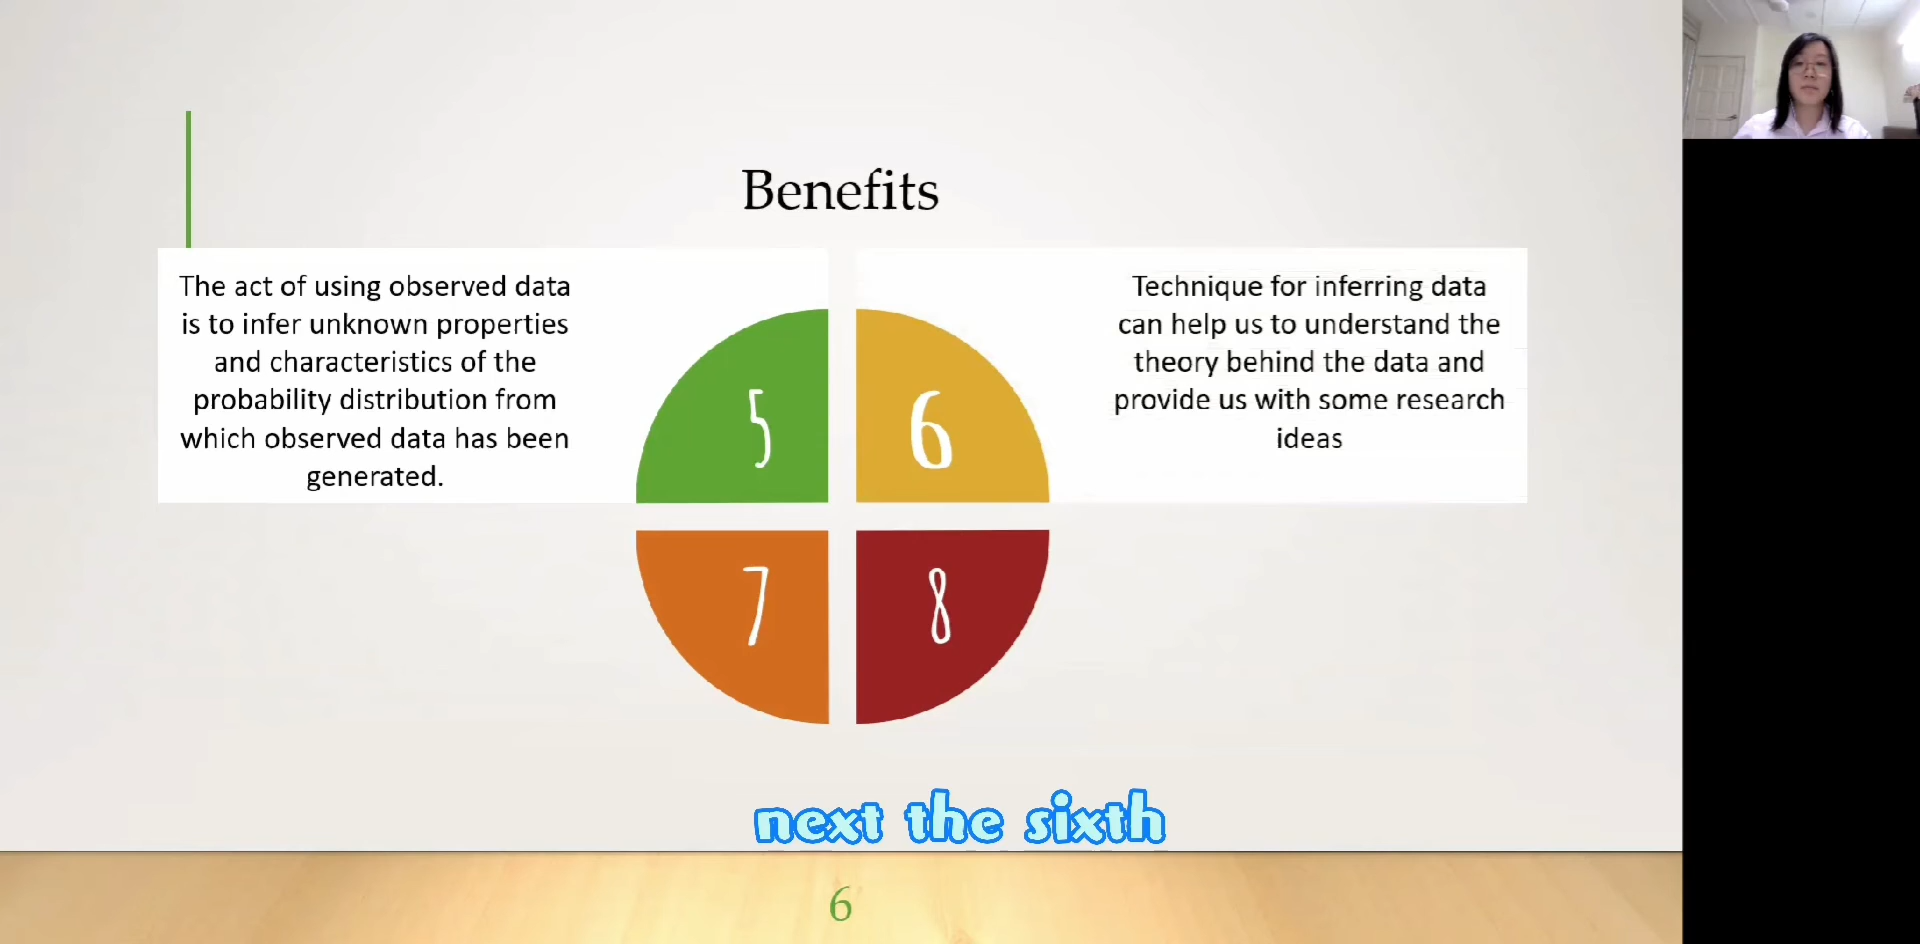 Benefits
The act of using observed data
is to infer unknown properties
and characteristics of the
probability distribution from
which observed data has been
generated.
Technique for inferring data
can help us to understand the
theory behind the data and
provide us with some research
ideas
5
6
7
8
next the sixth
6